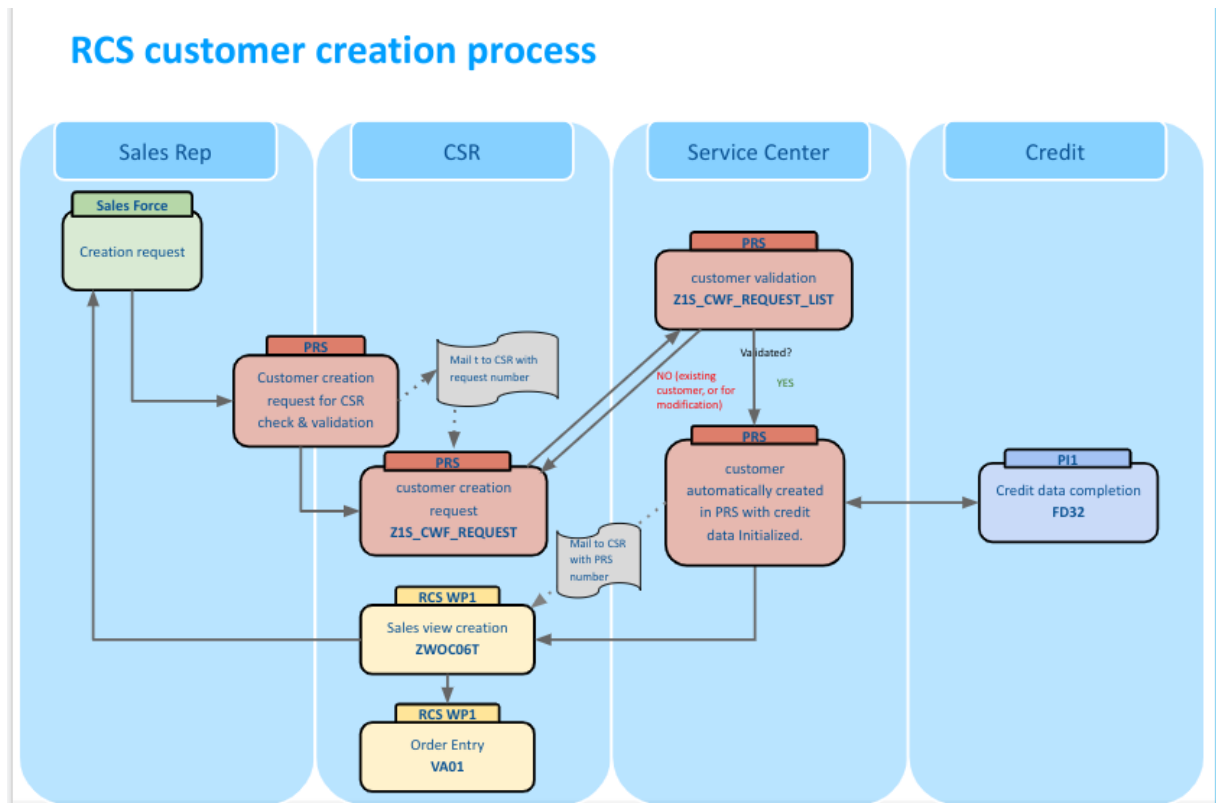 RCS customer creation process
Sales Rep
CSR
Service Center
Credit
Sales Force
Creation request
PRS
customer validation
Z1S_CWF_REQUEST_LIST
PRS
Customer creation
request for CSR
check & validation
Mail t to CSR with
request number
Validated?
NO (existing
customer, or for
modification)
YES
PRS
customer creation
request
Z1S_CWF_REQUEST
PRS
customer
automatically created
in PRS with credit
data Initialized.
PI1
Credit data completion
FD32
Mail to CSR
with PRS
number
RCS WP1
Sales view creation
ZWOC06T
RCS WP1
Order Entry
VA01